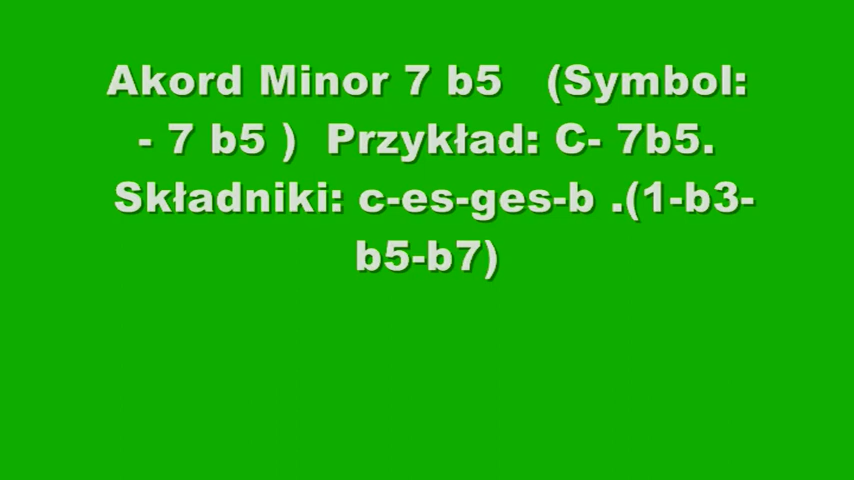 Akord Minor 7 b5 (Symbol:
- 7 b5 ) Przykład: C- 7b5.
Składniki: c-es-ges-b .(1-b3-
b5-b7)